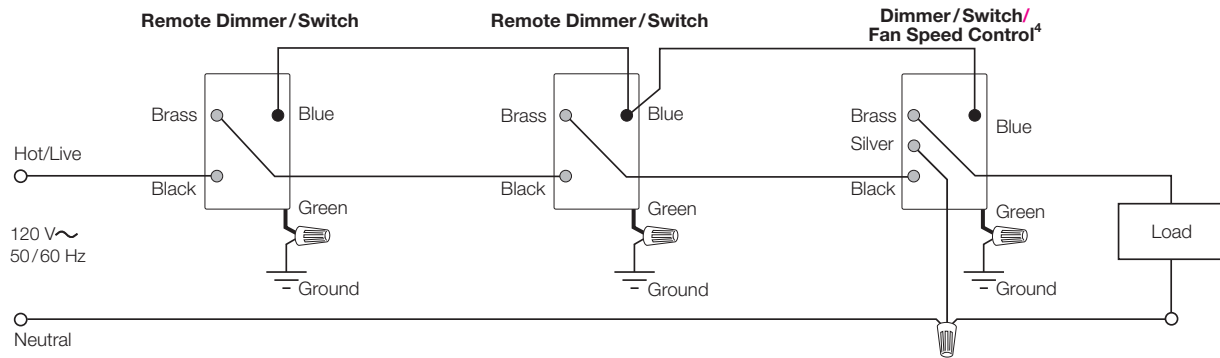 Remote Dimmer/Switch
Remote Dimmer/Switch
Dimmer/Switch/
Fan Speed Control4
Brass
Blue
Brass
Blue
Brass
Blue
Silver
Hot/Live
Black
Black
Black
Green
Green
Green
120 V~
50/60 Hz
Load
Ground
Ground
Ground
Neutral